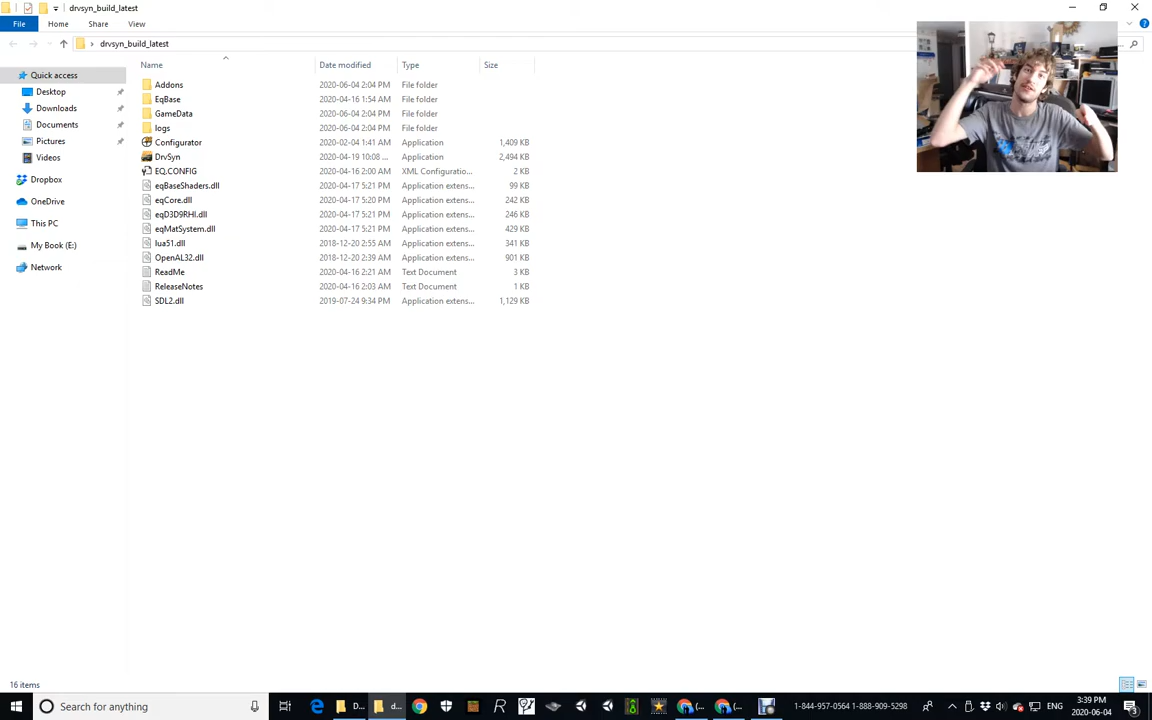 drvsyn_build_latest
File Home Share View
drvsyn_build_latest
Name Date modified Type Size
Quick access
Desktop
Downloads
Documents
Pictures
Videos
Dropbox
OneDrive
This PC
My Book (E:)
Network
Addons 2020-06-04 2:04 PM File folder
EqBase 2020-04-16 1:54 AM File folder
GameData 2020-06-04 2:04 PM File folder
logs 2020-06-04 2:04 PM File folder
Configurator 2020-02-04 1:41 AM Application 1,409 KB
DrvSyn 2020-04-19 10:08 ... Application 2,494 KB
EQ.CONFIG 2020-04-16 2:00 AM XML Configuratio... 2 KB
eqBaseShaders.dll 2020-04-17 5:21 PM Application extens... 99 KB
eqCore.dll 2020-04-17 5:20 PM Application extens... 242 KB
eqD3D9RHI.dll 2020-04-17 5:21 PM Application extens... 246 KB
eqMatSystem.dll 2020-04-17 5:21 PM Application extens... 429 KB
lua51.dll 2018-12-20 2:55 AM Application extens... 341 KB
OpenAL32.dll 2018-12-20 2:39 AM Application extens... 901 KB
ReadMe 2020-04-16 2:21 AM Text Document 3 KB
ReleaseNotes 2020-04-16 2:03 AM Text Document 1 KB
SDL2.dll 2019-07-24 9:34 PM Application extens... 1,129 KB
16 items
Search for anything
D...
d...
(...
(...
1-844-957-0564 1-888-909-5298
ENG
3:39 PM
2020-06-04
3